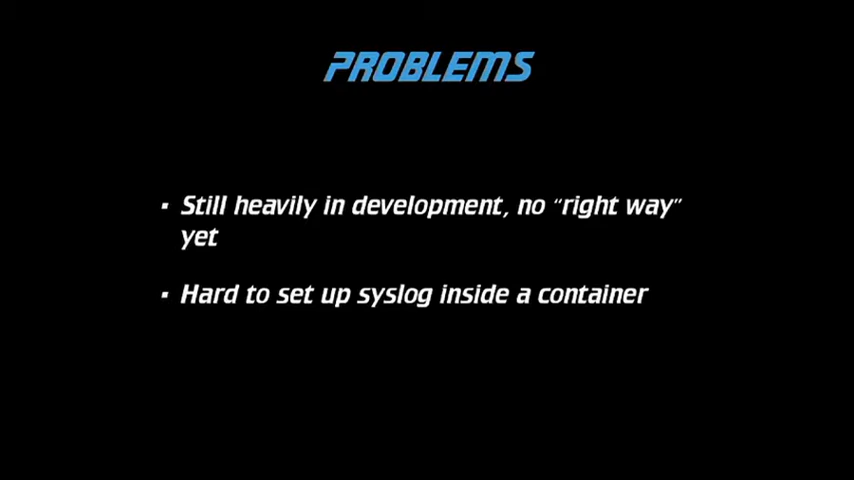 PROBLEMS
• Still heavily in development, no “right way”
yet
• Hard to set up syslog inside a container